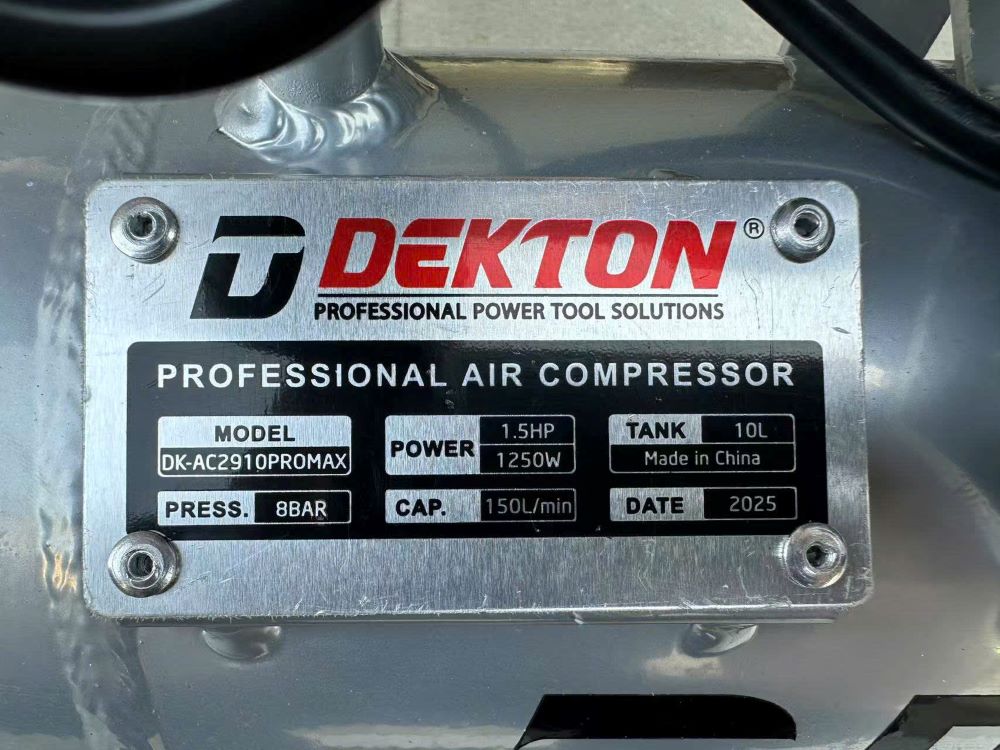 DEKTON®
PROFESSIONAL POWER TOOL SOLUTIONS
PROFESSIONAL AIR COMPRESSOR
MODEL
DK-AC2910PROMAX
POWER 1.5HP
1250W
TANK 10L
Made in China
PRESS. 8BAR
CAP. 150L/min
DATE 2025